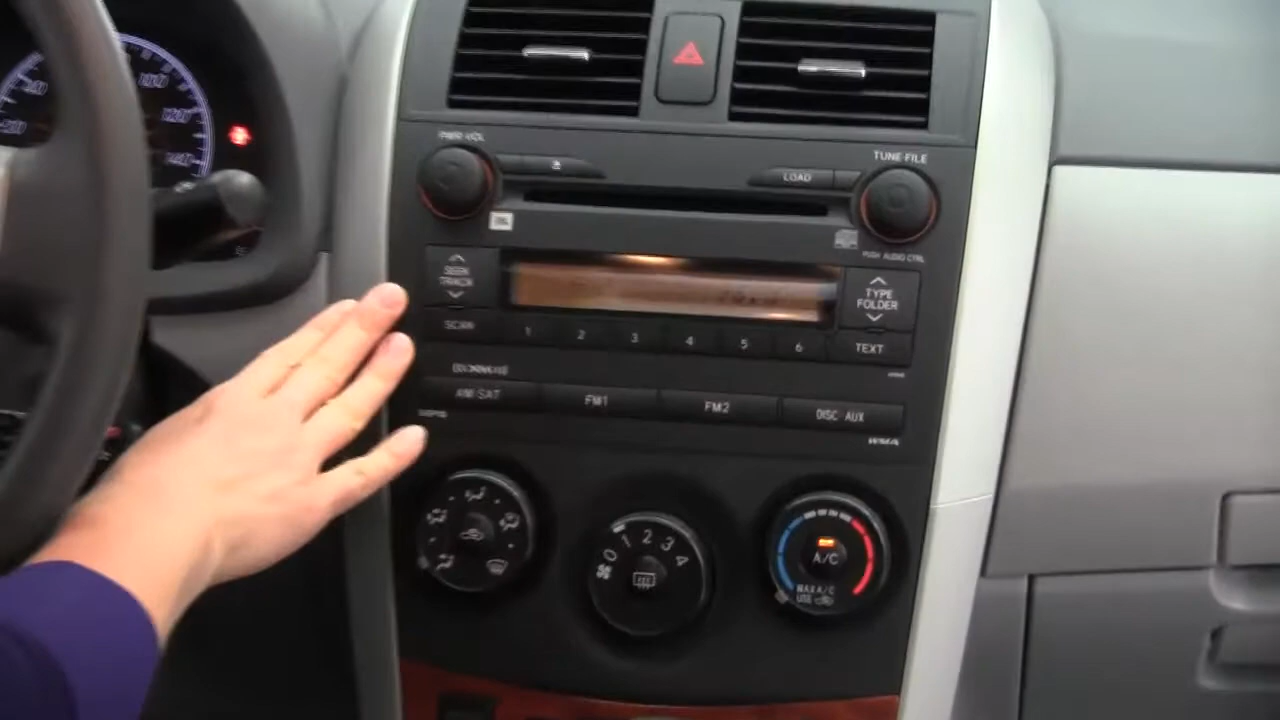 PWR·VOL
TUNE·FILE
LOAD
JBL
PUSH AUDIO CTRL
SEEK
TRACK
TYPE
FOLDER
SCAN
1 2 3 4 5 6
TEXT
AM·SAT
FM1
FM2
DISC·AUX
WMA
0 1 2 3 4
A/C
MAX A/C
USE